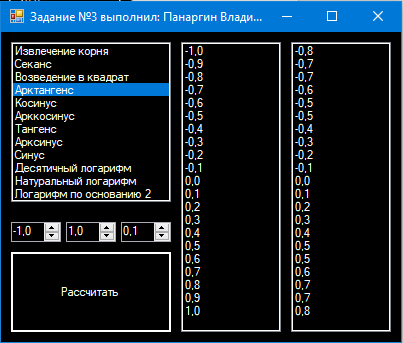 Задание №3 выполнил: Панаргин Влади...
Извлечение корня
Секанс
Возведение в квадрат
Арктангенс
Косинус
Арккосинус
Тангенс
Арксинус
Синус
Десятичный логарифм
Натуральный логарифм
Логарифм по основанию 2
-1,0 1,0 0,1
Рассчитать
-1,0
-0,9
-0,8
-0,7
-0,6
-0,5
-0,4
-0,3
-0,2
-0,1
0,0
0,1
0,2
0,3
0,4
0,5
0,6
0,7
0,8
0,9
1,0
-0,8
-0,7
-0,7
-0,6
-0,5
-0,5
-0,4
-0,3
-0,2
-0,1
0,0
0,1
0,2
0,3
0,4
0,5
0,5
0,6
0,7
0,7
0,8